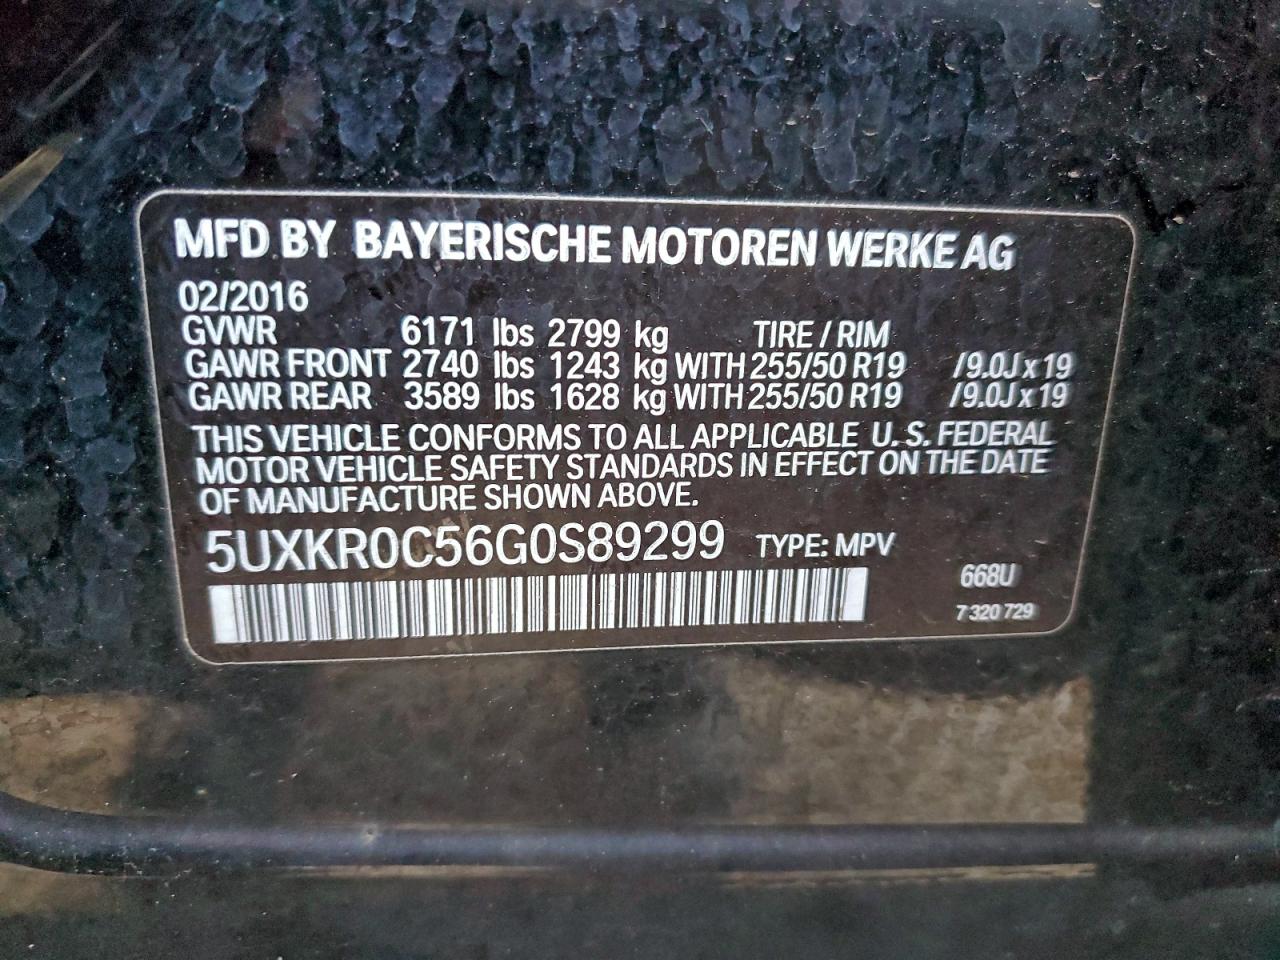 MFD BY BAYERISCHE MOTOREN WERKE AG
02/2016
GVWR 6171 lbs 2799 kg TIRE / RIM
GAWR FRONT 2740 lbs 1243 kg WITH 255/50 R19 /9.0J x 19
GAWR REAR 3589 lbs 1628 kg WITH 255/50 R19 /9.0J x 19
THIS VEHICLE CONFORMS TO ALL APPLICABLE U.S. FEDERAL
MOTOR VEHICLE SAFETY STANDARDS IN EFFECT ON THE DATE
OF MANUFACTURE SHOWN ABOVE.
5UXKR0C56G0S89299 TYPE: MPV
668U
7 320 729